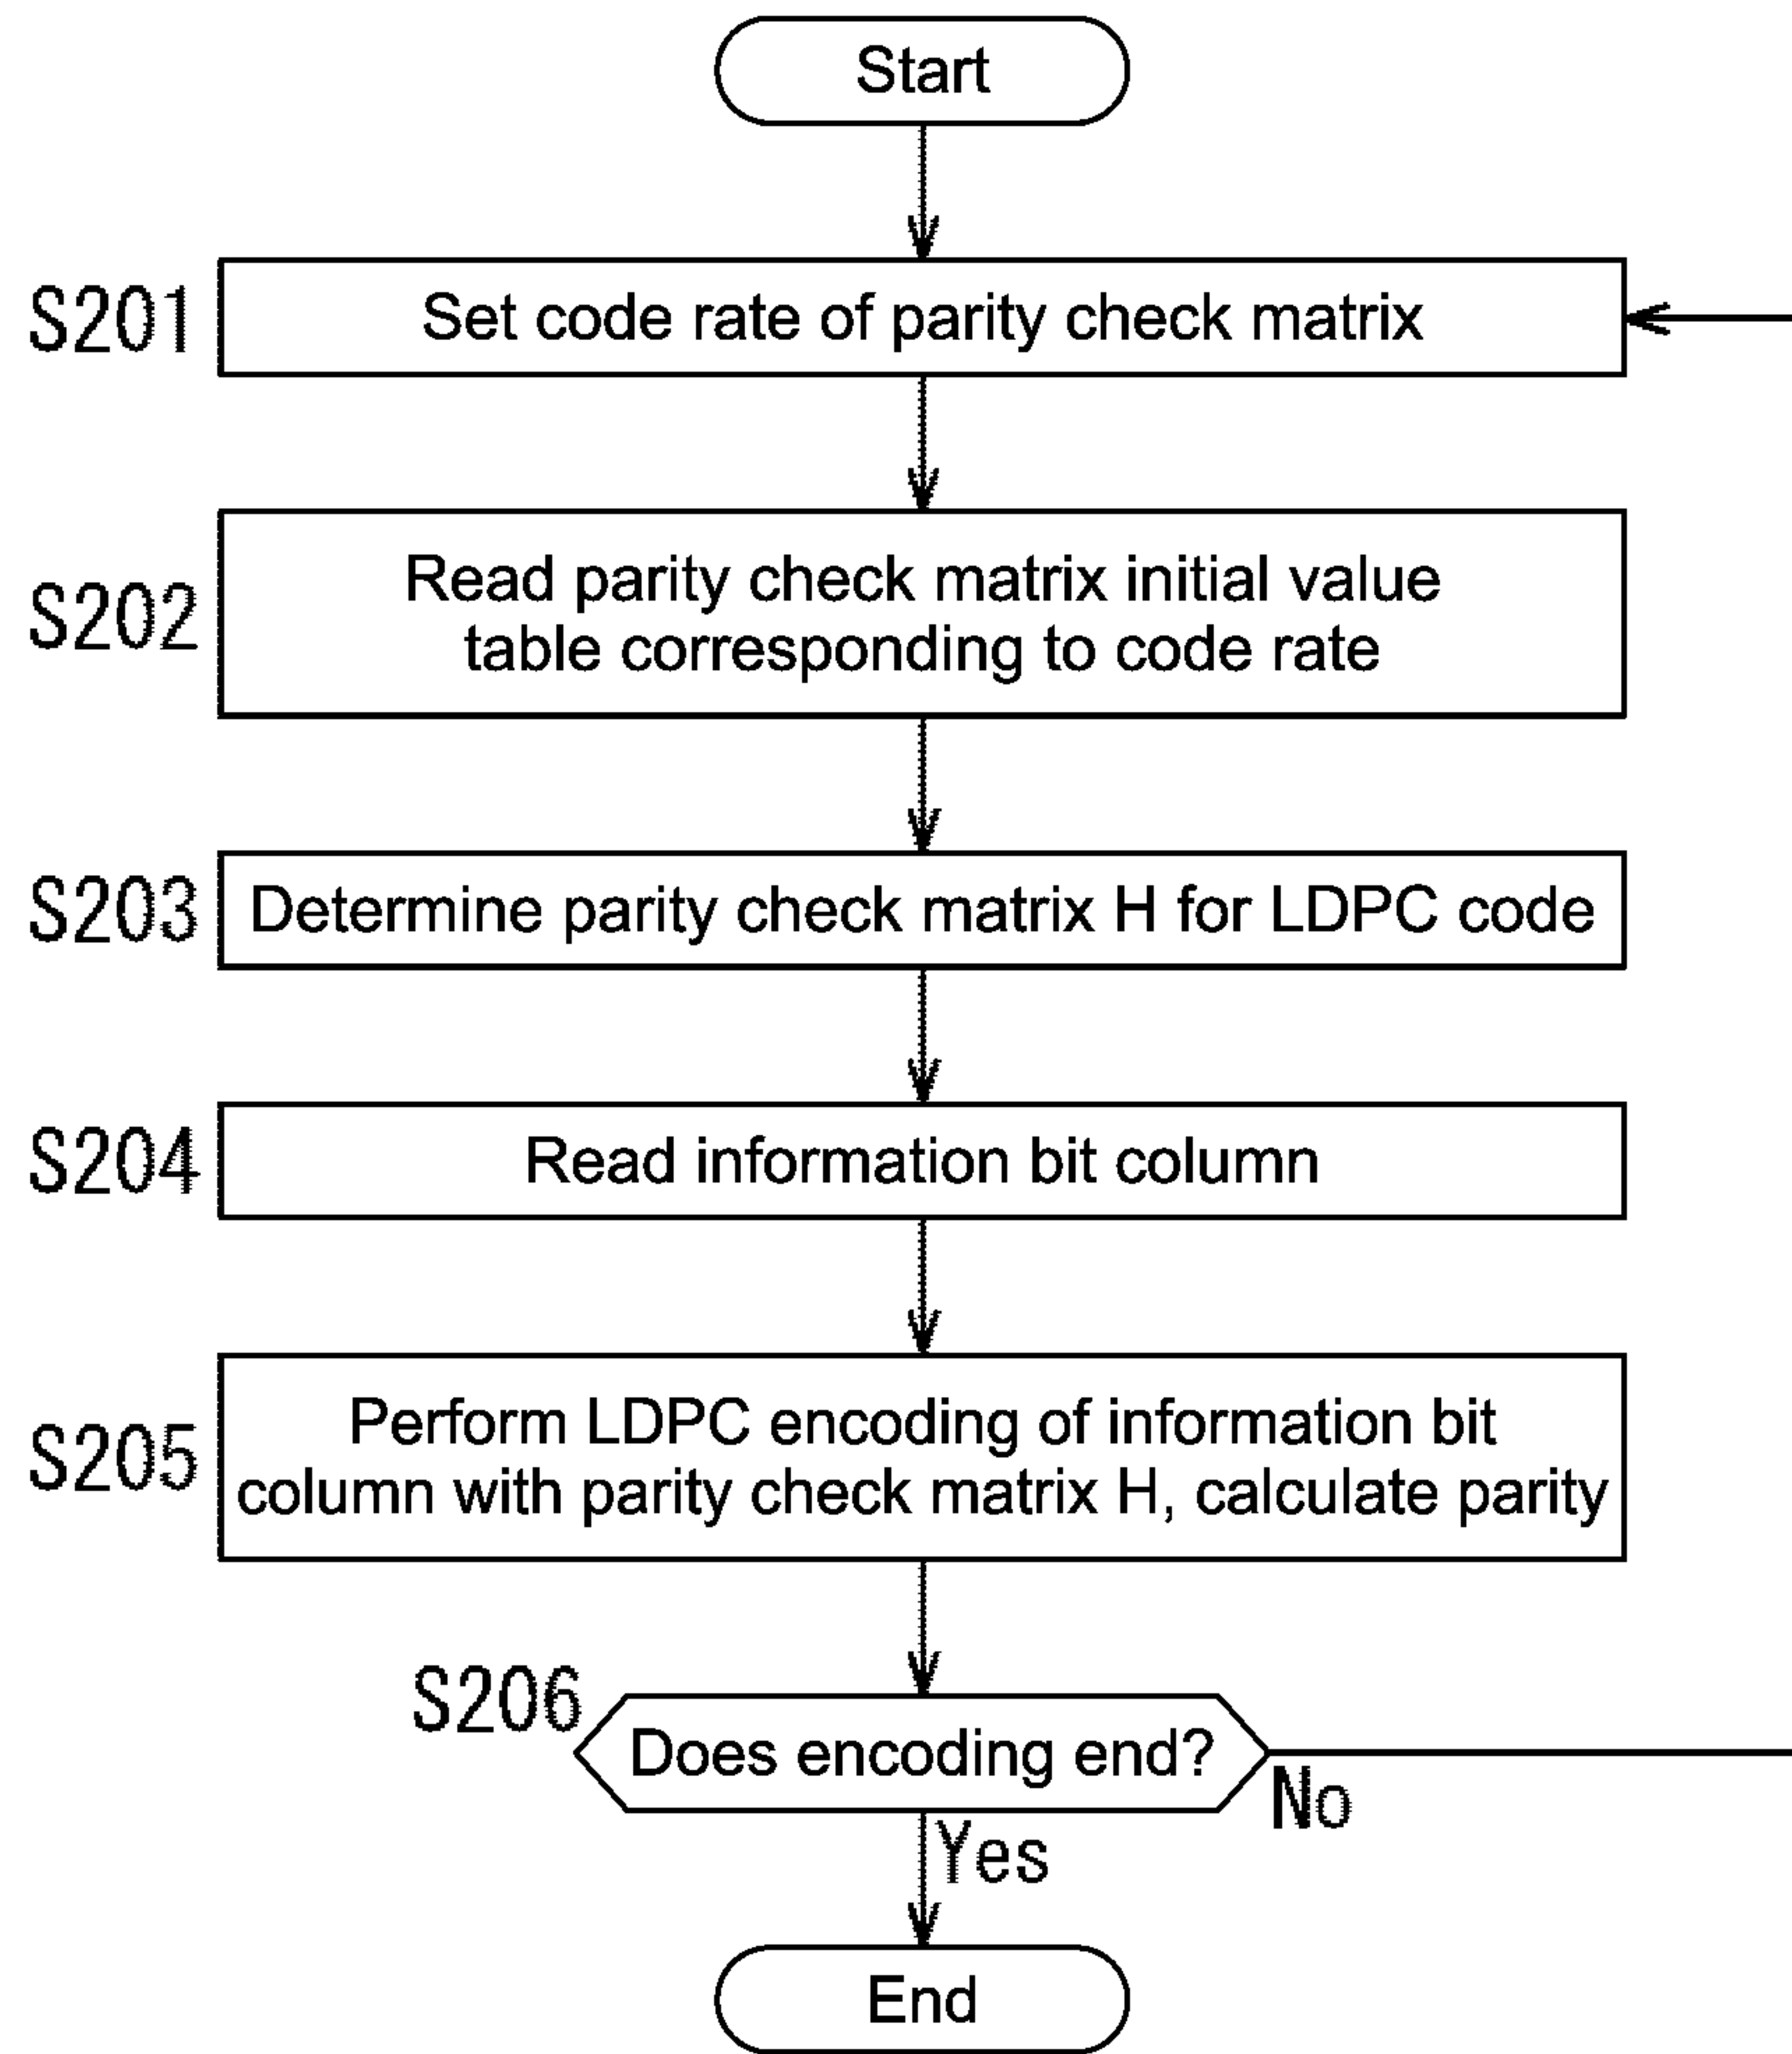 Start
S201
Set code rate of parity check matrix
S202
Read parity check matrix initial value
table corresponding to code rate
S203
Determine parity check matrix H for LDPC code
S204
Read information bit column
S205
Perform LDPC encoding of information bit
column with parity check matrix H, calculate parity
S206
Does encoding end?
No
Yes
End